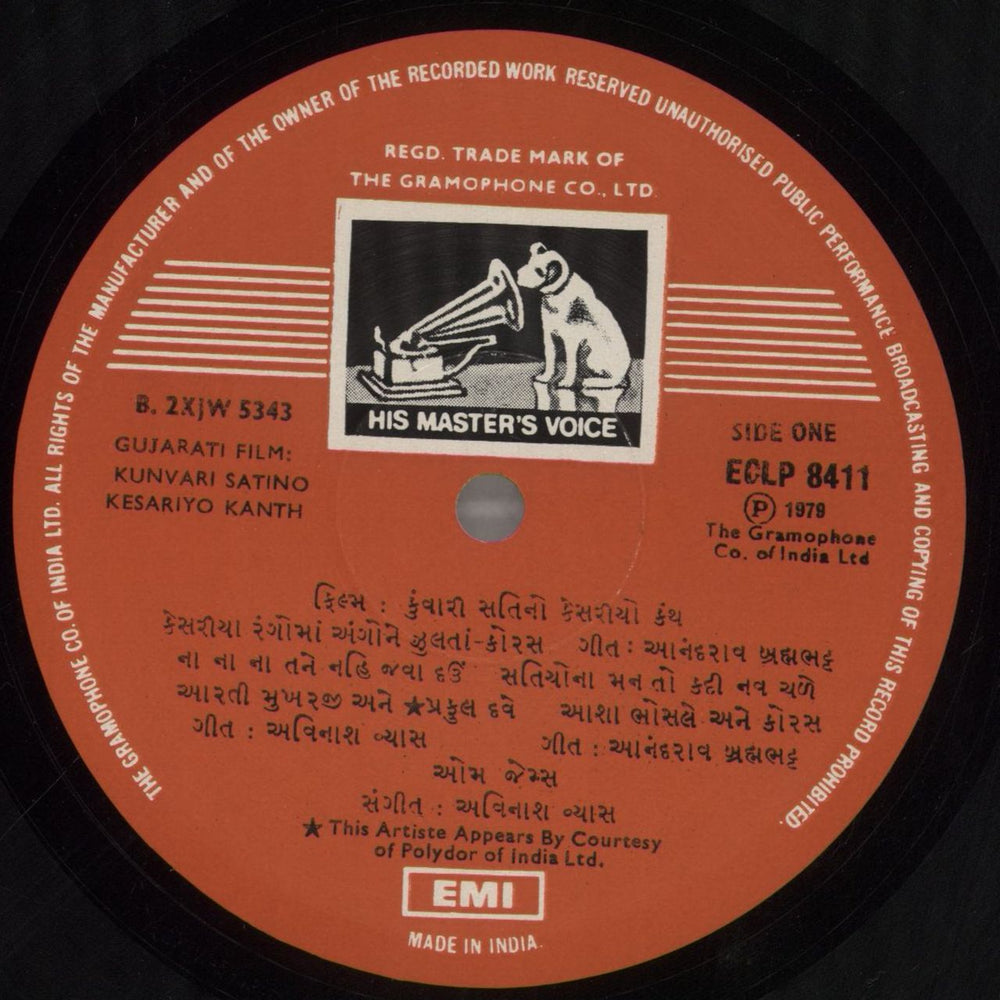 THE GRAMOPHONE CO. OF INDIA LTD. ALL RIGHTS OF THE MANUFACTURER AND OF THE OWNER OF THE RECORDED WORK RESERVED UNAUTHORISED PUBLIC PERFORMANCE BROADCASTING AND COPYING OF THIS RECORD PROHIBITED.
REGD. TRADE MARK OF
THE GRAMOPHONE CO., LTD.
HIS MASTER'S VOICE
B. 2XJW 5343
GUJARATI FILM:
KUNVARI SATINO
KESARIYO KANTH
SIDE ONE
ECLP 8411
Ⓟ 1979
The Gramophone
Co. of India Ltd
ફિલ્મ : કુંવારી સતિનો કેસરીયો કંથ
કેસરીયા રંગોમાં અંગોને ઝુલતાં-કોરસ ગીત : આનંદરાવ બ્રહ્મભટ્ટ
ના ના ના તને નહિ જવા દઉં સતિયોના મન તો કદી નવ ચળે
આરતી મુખરજી અને ★પ્રફુલ દવે આશા ભોસલે અને કોરસ
ગીત : અવિનાશ વ્યાસ ગીત : આનંદરાવ બ્રહ્મભટ્ટ
ઓમ જેમ્સ
સંગીત : અવિનાશ વ્યાસ
★ This Artiste Appears By Courtesy
of Polydor of India Ltd.
EMI
MADE IN INDIA.